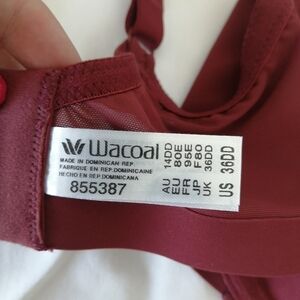 Wacoal
MADE IN DOMINICAN REP.
FABRIQUE EN REP.DOMINICAINE
HECHO EN REP.DOMINICANA
855387
AU 14DD
EU 80E
FR 95E
JP F80
UK 36DD
US 36DD